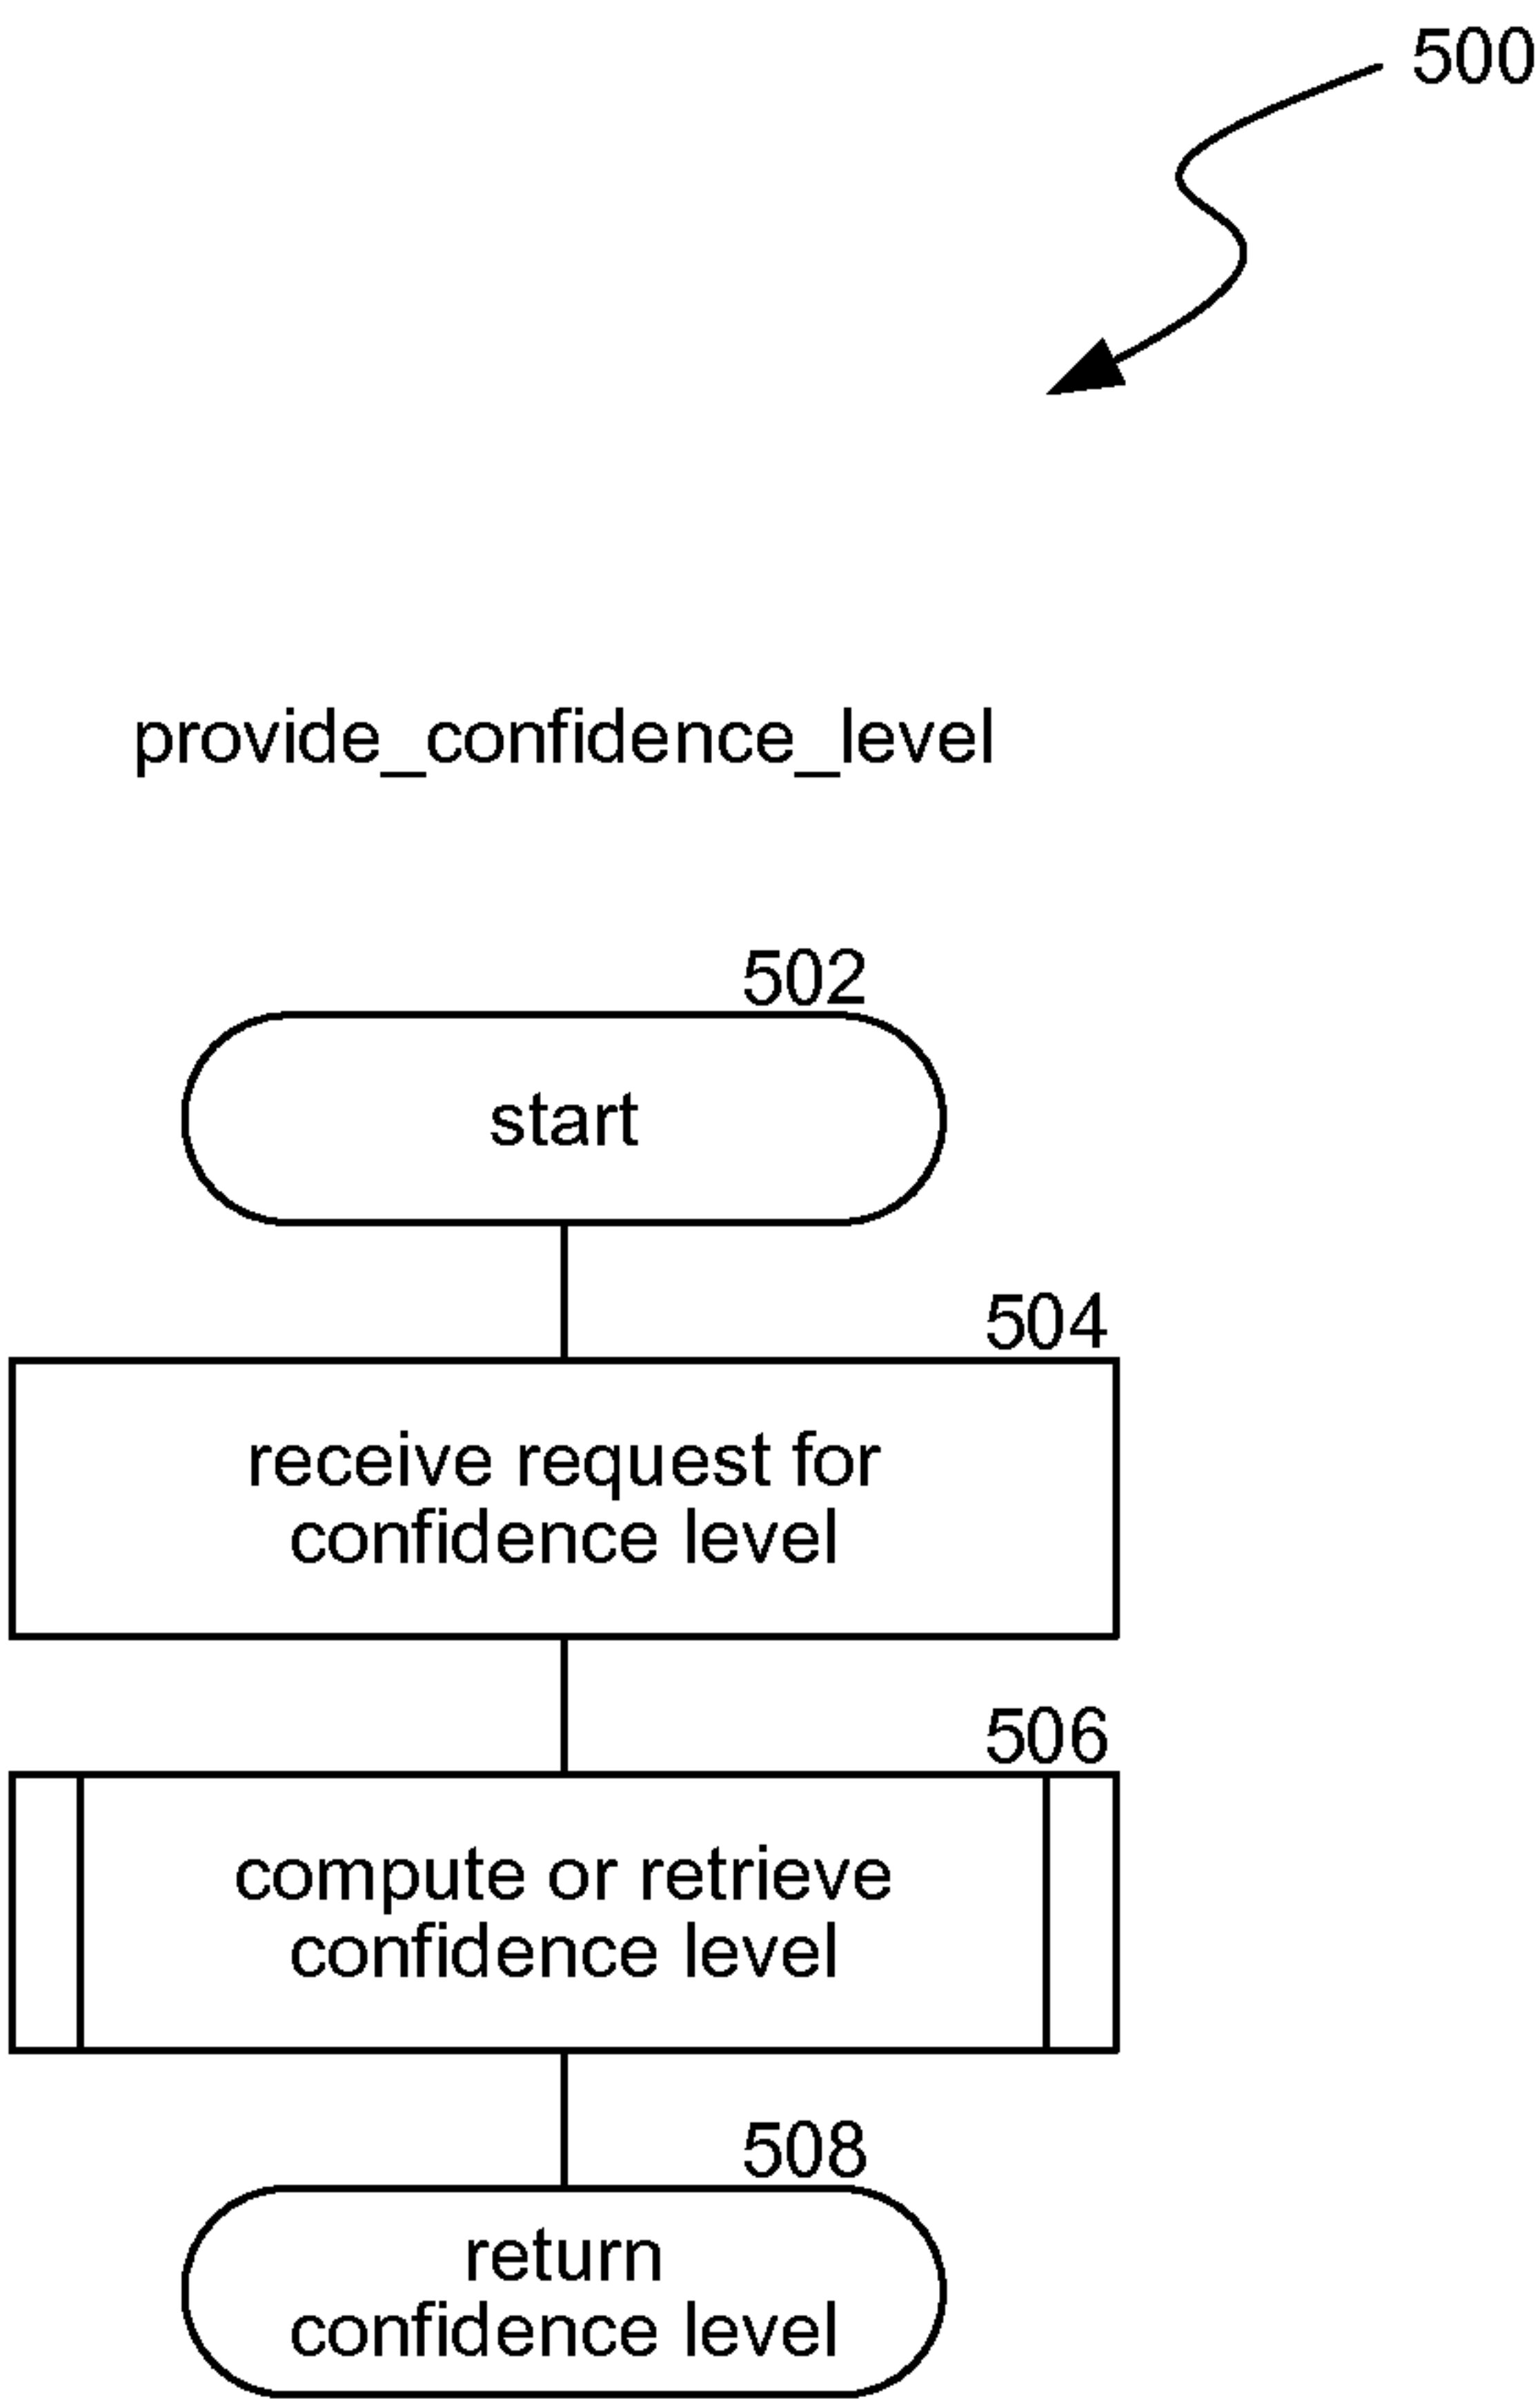 500
provide_confidence_level
502
start
504
receive request for
confidence level
506
compute or retrieve
confidence level
508
return
confidence level